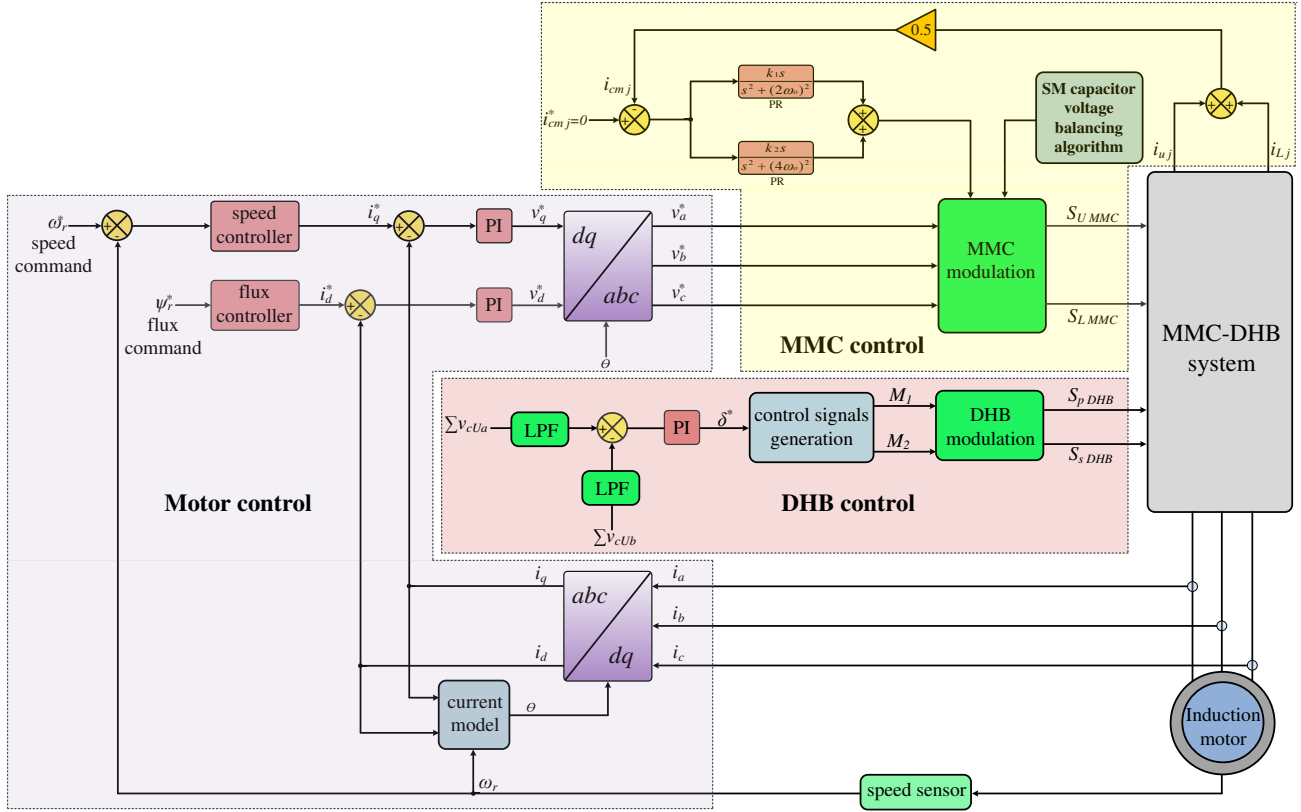 0.5
i_cm j
i*_cm j=0
-
+
k₁s
s² + (2ω_o)²
PR
+
+
k₂s
s² + (4ω_o)²
PR
SM capacitor
voltage
balancing
algorithm
+ +
i_u j
i_L j
ω*_r
speed
command
+
-
speed
controller
i*_q
+
-
PI
v*_q
ψ*_r
flux
command
flux
controller
i*_d
+
-
PI
v*_d
dq
abc
θ
v*_a
v*_b
v*_c
MMC
modulation
S_U MMC
S_L MMC
MMC control
MMC-DHB
system
∑v_cUa
LPF
+
-
LPF
∑v_cUb
PI
δ*
control signals
generation
M₁
M₂
DHB
modulation
S_p DHB
S_s DHB
DHB control
Motor control
i_q
i_d
abc
dq
i_a
i_b
i_c
current
model
θ
ω_r
speed sensor
Induction
motor